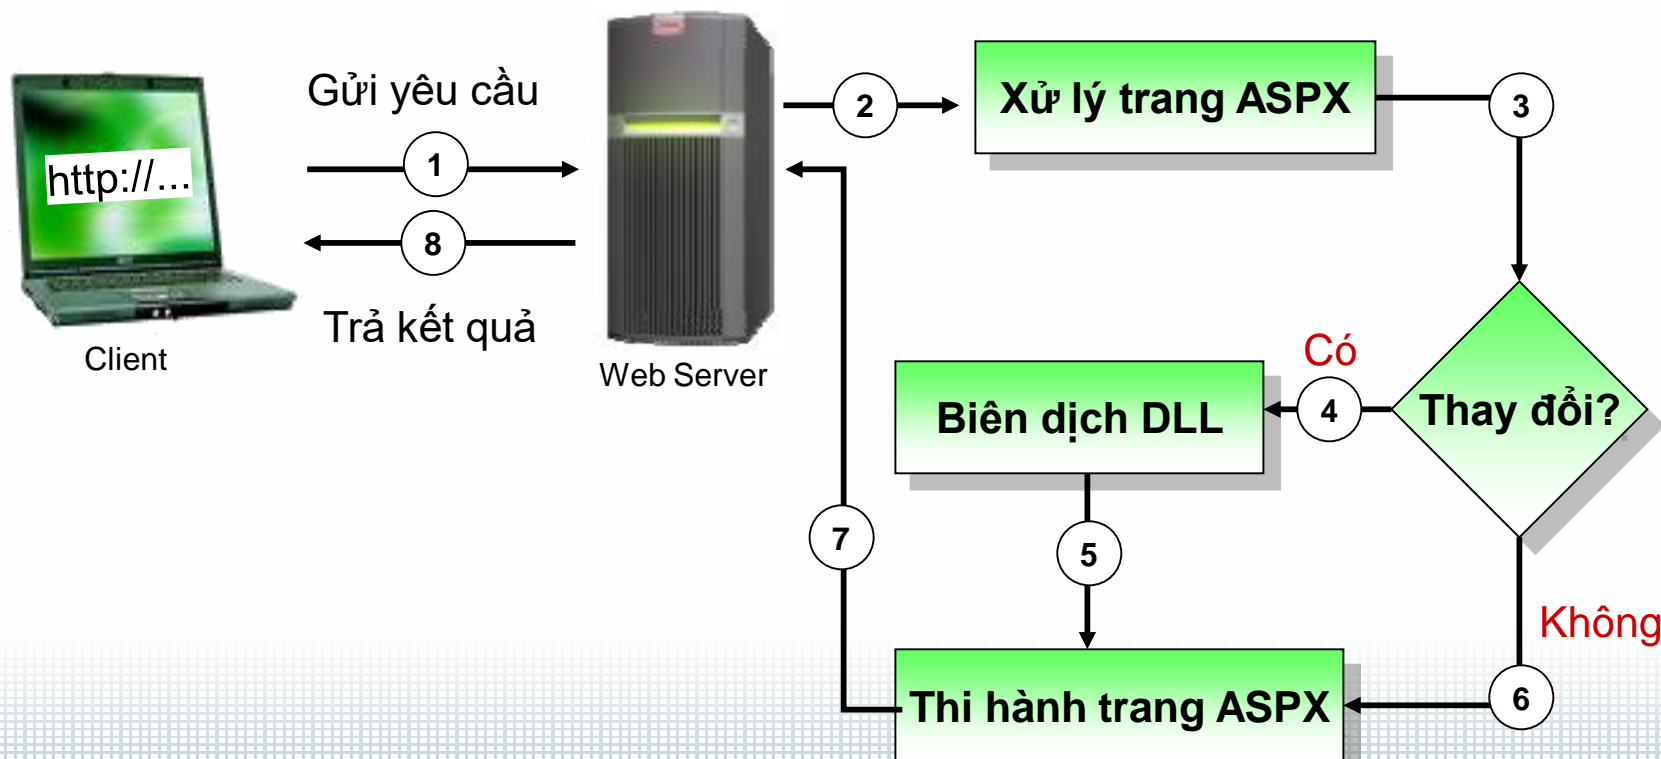 Gửi yêu cầu
http://...
1
8
Trả kết quả
Client
Web Server
2
Xử lý trang ASPX
3
Thay đổi?
Có
4
Biên dịch DLL
5
Không
6
Thi hành trang ASPX
7